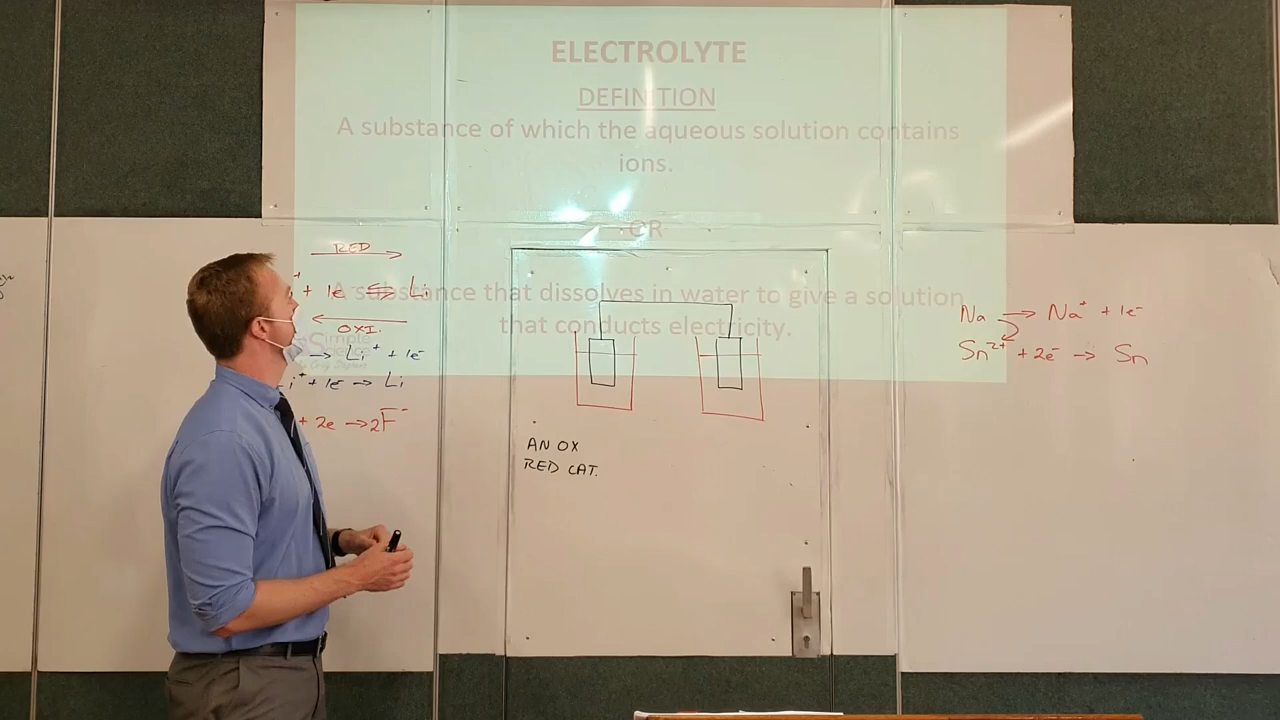 ELECTROLYTE
DEFINITION
A substance of which the aqueous solution contains
ions.
OR
A substance that dissolves in water to give a solution
that conducts electricity.
RED
+ 1e⁻ ⇌ Li
OXI.
→ Li⁺ + 1e⁻
Li⁺ + 1e⁻ → Li
+ 2e → 2F⁻
AN OX
RED CAT.
Na → Na⁺ + 1e⁻
Sn²⁺ + 2e⁻ → Sn